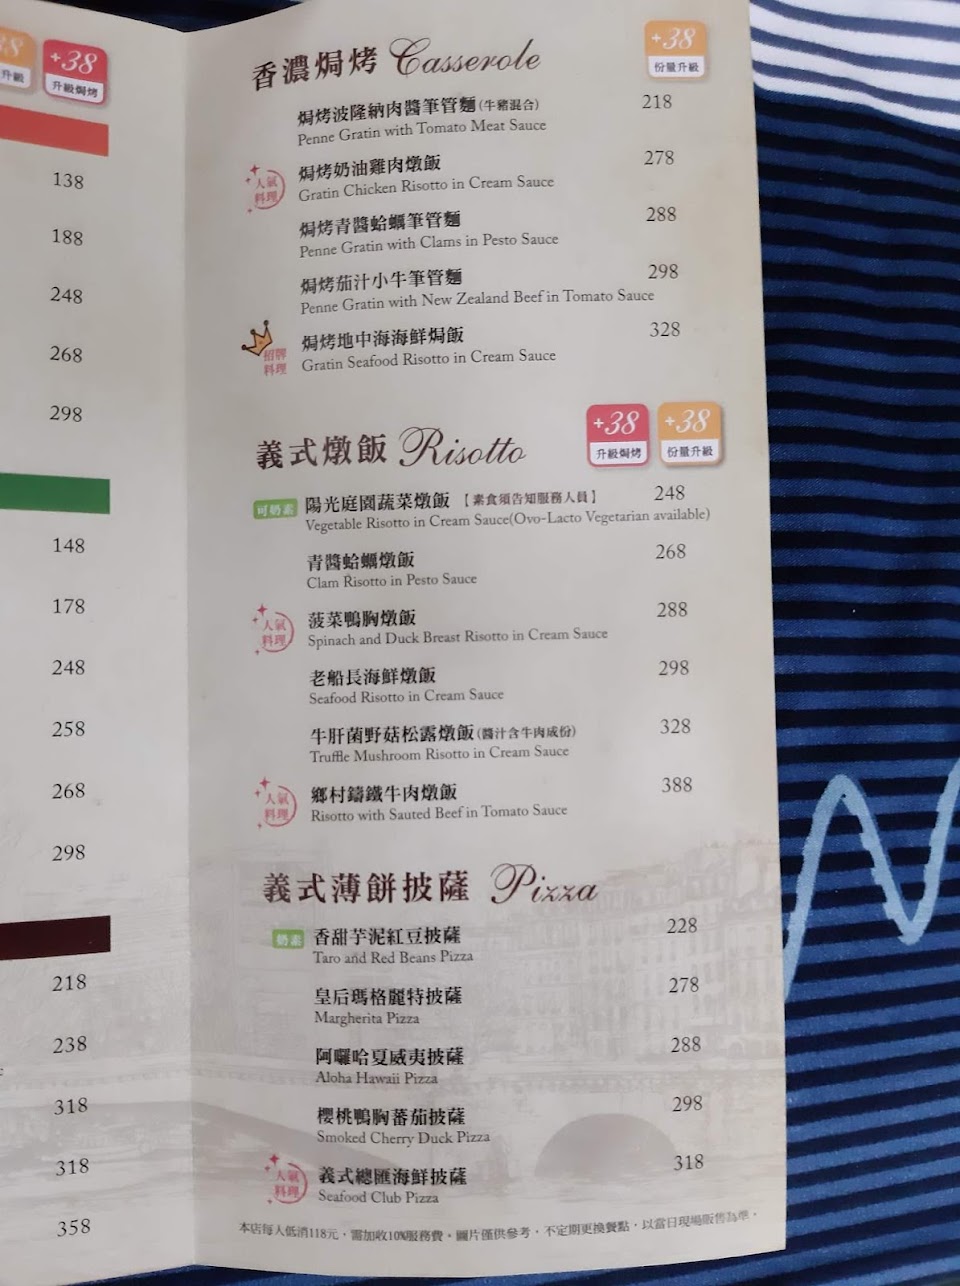 +38
升級
+38
升級焗烤
138
188
248
268
298
148
178
248
258
268
298
218
238
318
318
358
香濃焗烤 Casserole
+38
份量升級
焗烤波隆納肉醬筆管麵(牛豬混合) 218
Penne Gratin with Tomato Meat Sauce
人氣料理
焗烤奶油雞肉燉飯 278
Gratin Chicken Risotto in Cream Sauce
焗烤青醬蛤蠣筆管麵 288
Penne Gratin with Clams in Pesto Sauce
焗烤茄汁小牛筆管麵 298
Penne Gratin with New Zealand Beef in Tomato Sauce
招牌料理
焗烤地中海海鮮焗飯 328
Gratin Seafood Risotto in Cream Sauce
義式燉飯 Risotto
+38
升級焗烤
+38
份量升級
可奶素 陽光庭園蔬菜燉飯【素食須告知服務人員】 248
Vegetable Risotto in Cream Sauce(Ovo-Lacto Vegetarian available)
青醬蛤蠣燉飯 268
Clam Risotto in Pesto Sauce
人氣料理
菠菜鴨胸燉飯 288
Spinach and Duck Breast Risotto in Cream Sauce
老船長海鮮燉飯 298
Seafood Risotto in Cream Sauce
牛肝菌野菇松露燉飯(醬汁含牛肉成份) 328
Truffle Mushroom Risotto in Cream Sauce
人氣料理
鄉村鑄鐵牛肉燉飯 388
Risotto with Sauted Beef in Tomato Sauce
義式薄餅披薩 Pizza
奶素 香甜芋泥紅豆披薩 228
Taro and Red Beans Pizza
皇后瑪格麗特披薩 278
Margherita Pizza
阿囉哈夏威夷披薩 288
Aloha Hawaii Pizza
櫻桃鴨胸蕃茄披薩 298
Smoked Cherry Duck Pizza
人氣料理
義式總匯海鮮披薩 318
Seafood Club Pizza
本店每人低消118元，需加收10%服務費。圖片僅供參考。不定期更換餐點，以當日現場販售為準。